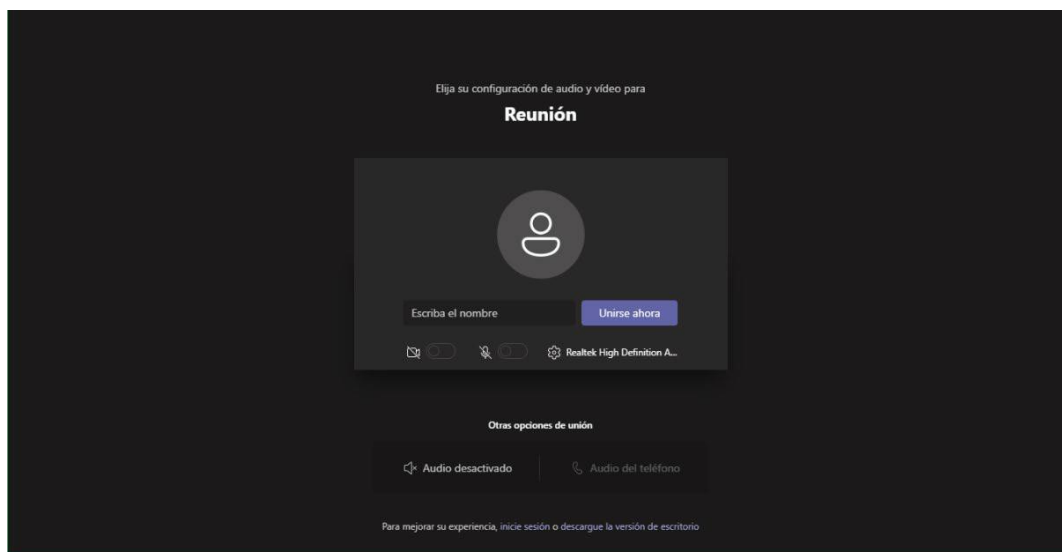 Elija su configuración de audio y vídeo para
Reunión
Escriba el nombre
Unirse ahora
Realtek High Definition A...
Otras opciones de unión
Audio desactivado
Audio del teléfono
Para mejorar su experiencia, inicie sesión o descargue la versión de escritorio